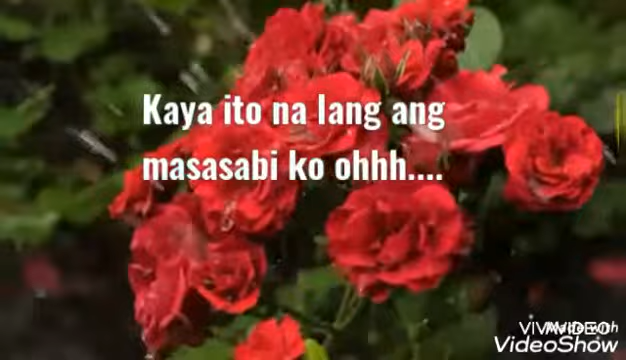 Kaya ito na lang ang
masasabi ko ohhh....
VideoShow